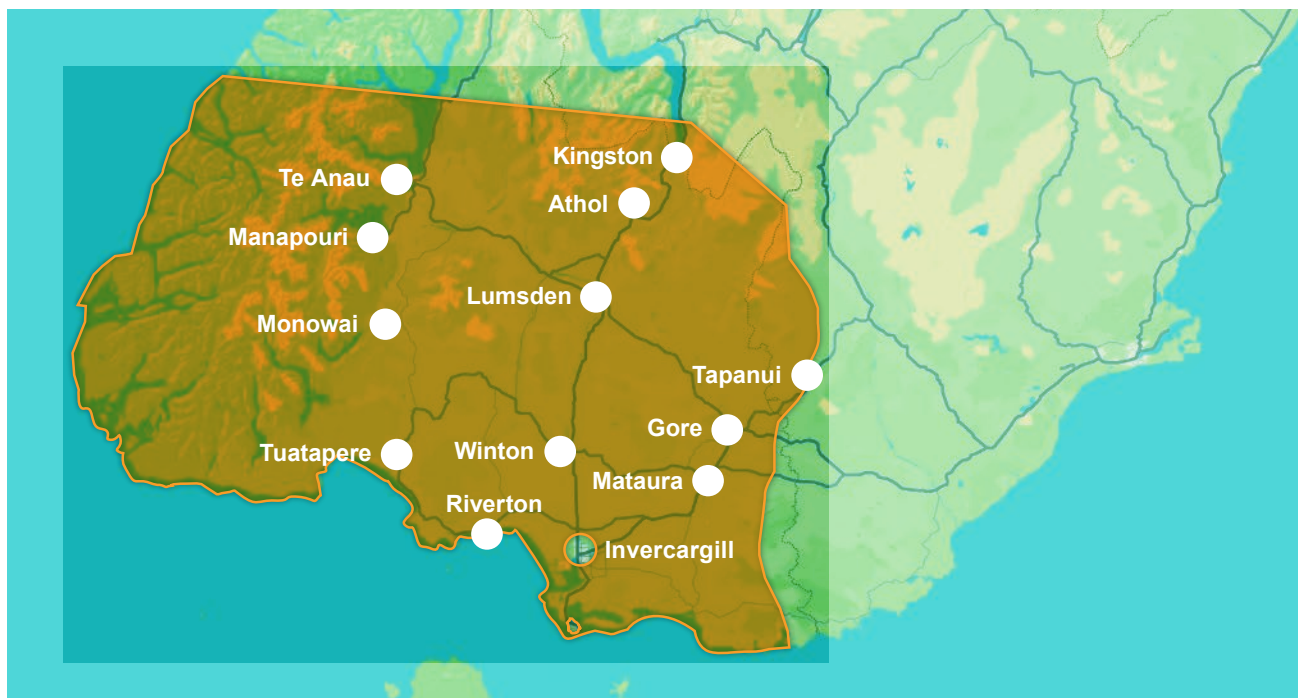 Kingston
Te Anau
Athol
Manapouri
Lumsden
Monowai
Tapanui
Gore
Winton
Tuatapere
Mataura
Riverton
Invercargill